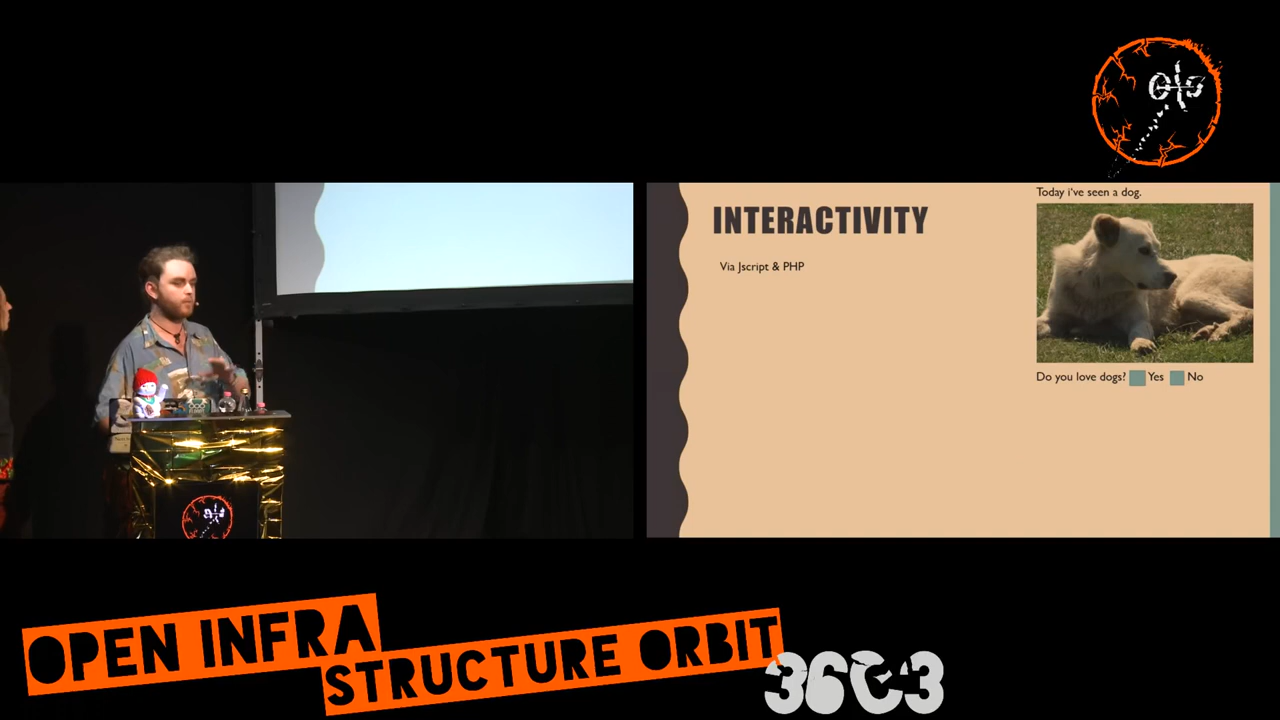 OIO
Today i've seen a dog.
INTERACTIVITY
Via Jscript & PHP
Do you love dogs? Yes No
OPEN INFRA
STRUCTURE ORBIT
36C3